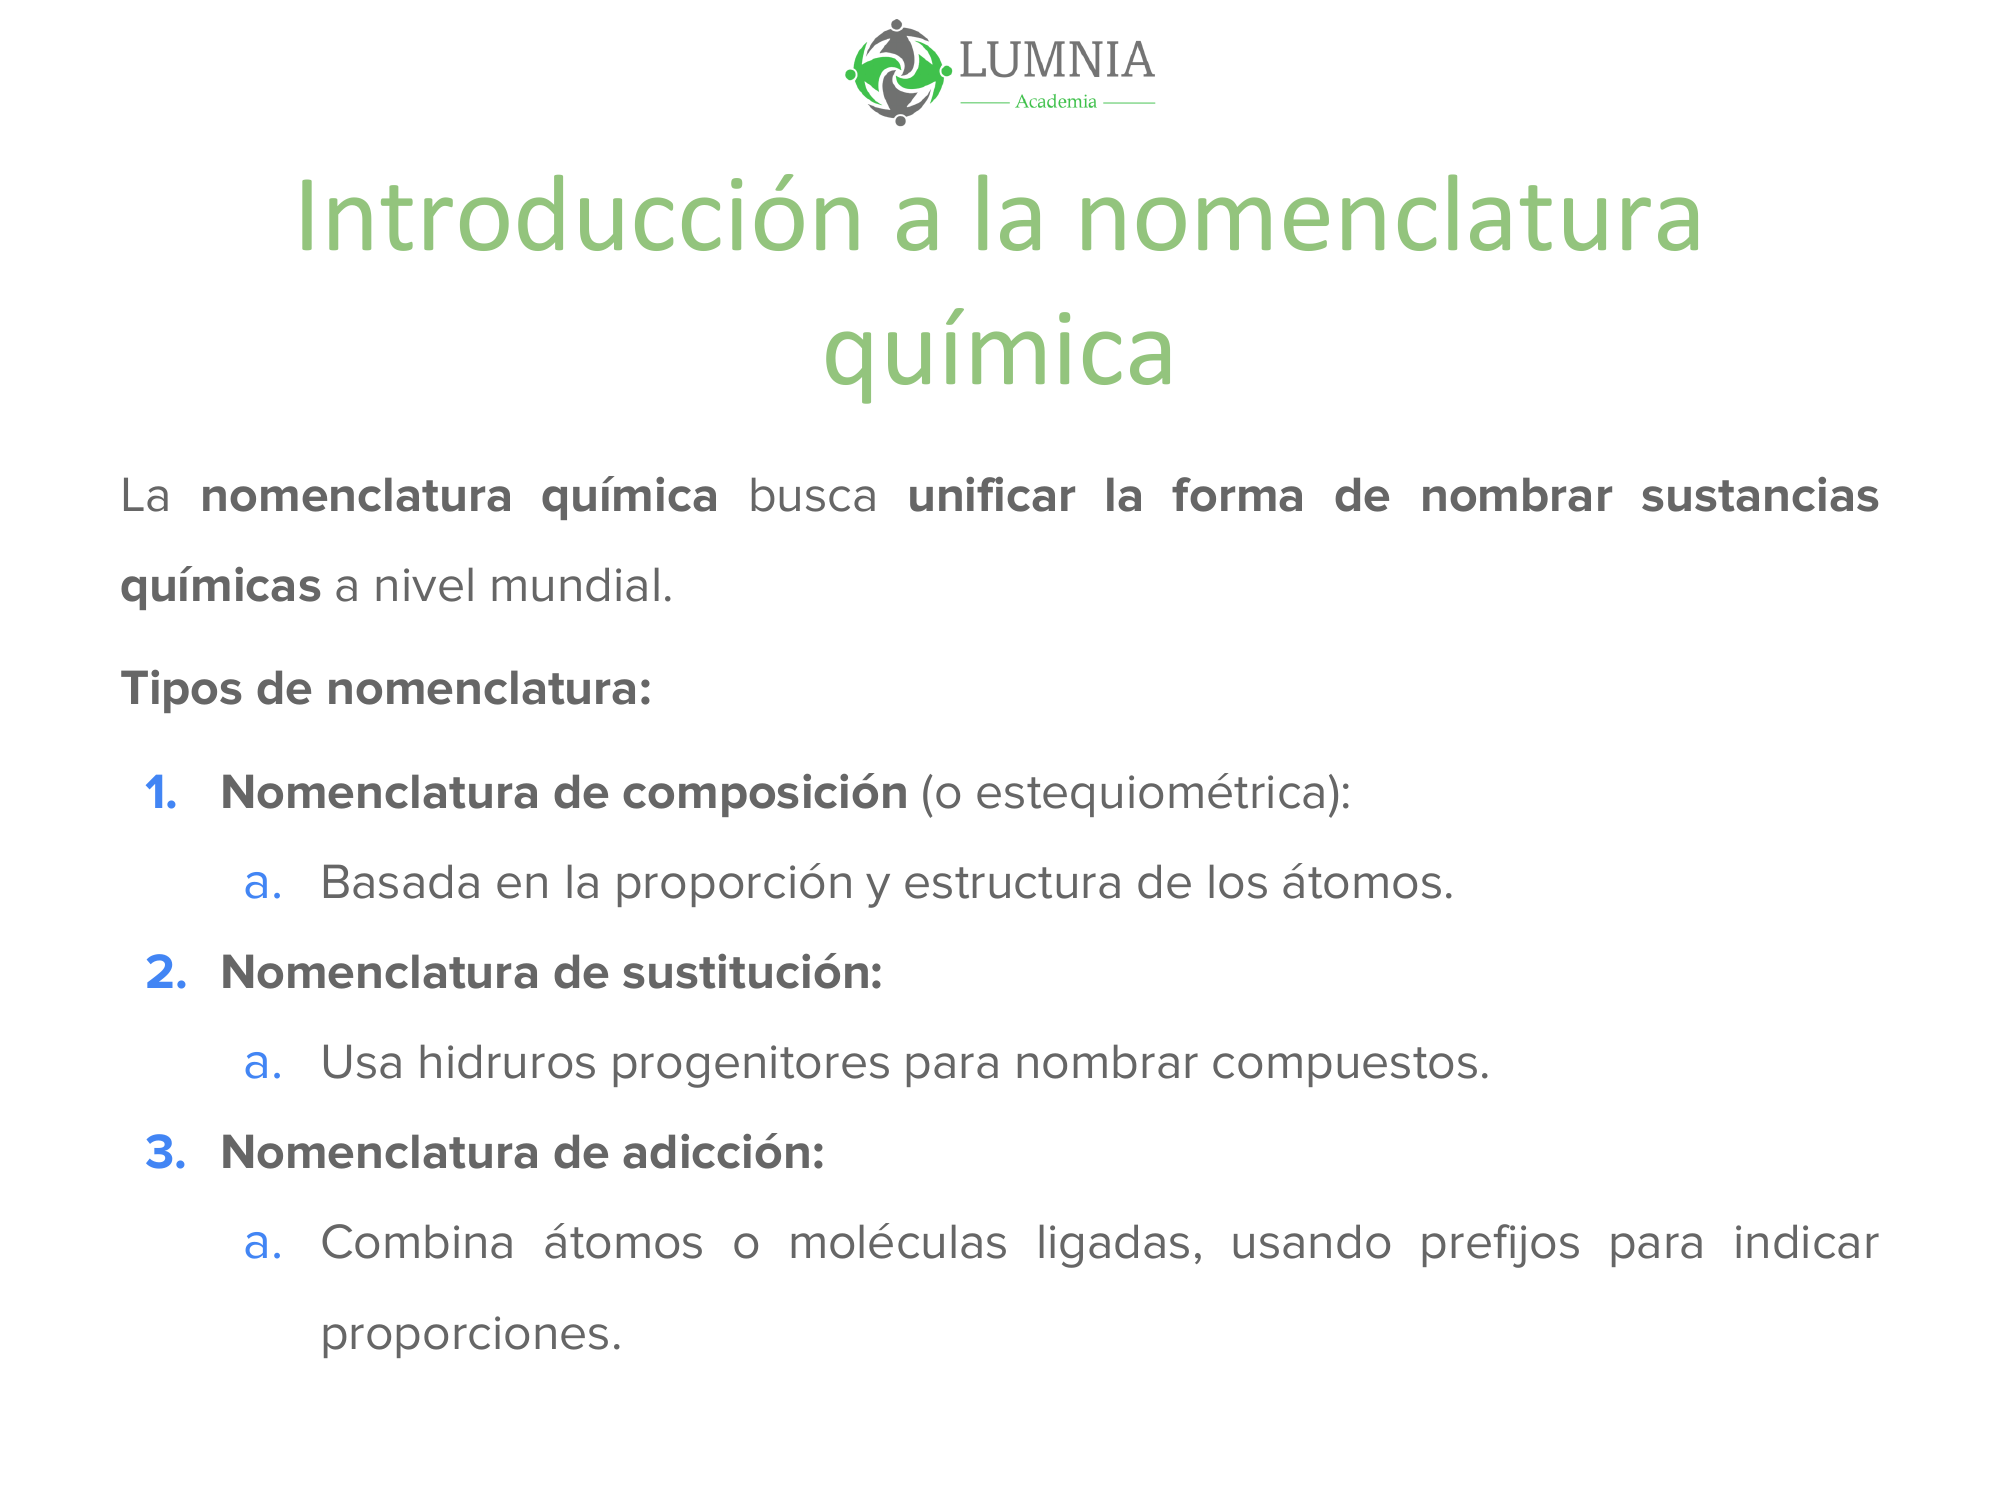 LUMNIA
Academia
Introducción a la nomenclatura
química
La nomenclatura química busca unificar la forma de nombrar sustancias
químicas a nivel mundial.
Tipos de nomenclatura:
1. Nomenclatura de composición (o estequiométrica):
a. Basada en la proporción y estructura de los átomos.
2. Nomenclatura de sustitución:
a. Usa hidruros progenitores para nombrar compuestos.
3. Nomenclatura de adicción:
a. Combina átomos o moléculas ligadas, usando prefijos para indicar
proporciones.